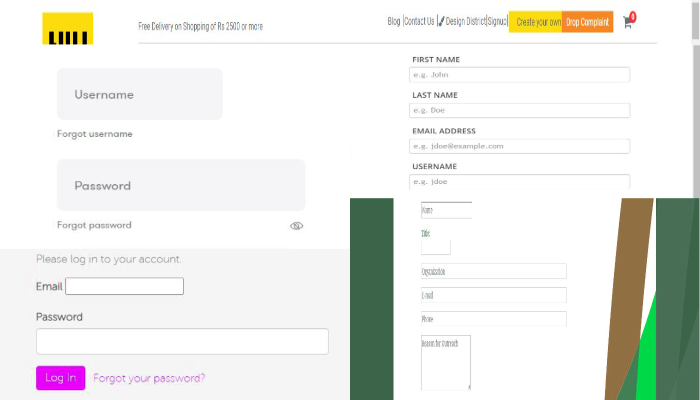 Free Delivery on Shopping of Rs 2500 or more
Blog |Contact Us | Design District|Signup| Create your own Drop Complaint 0
Username
Forgot username
Password
Forgot password
FIRST NAME
e.g. John
LAST NAME
e.g. Doe
EMAIL ADDRESS
e.g. jdoe@example.com
USERNAME
e.g. jdoe
Please log in to your account.
Email
Password
Log In Forgot your password?
Name
Title
Organization
E-mail
Phone
Reason for Outreach